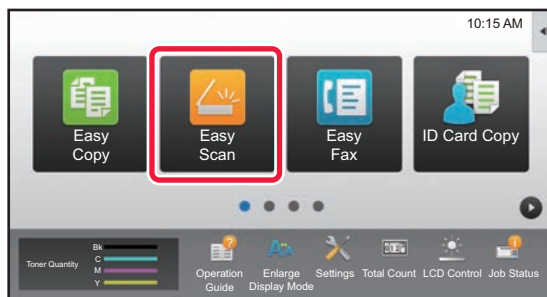 10:15 AM
Easy
Copy
Easy
Scan
Easy
Fax
ID Card Copy
Toner Quantity
Bk
C
M
Y
Operation
Guide
Enlarge
Display Mode
Settings
Total Count
LCD Control
Job Status